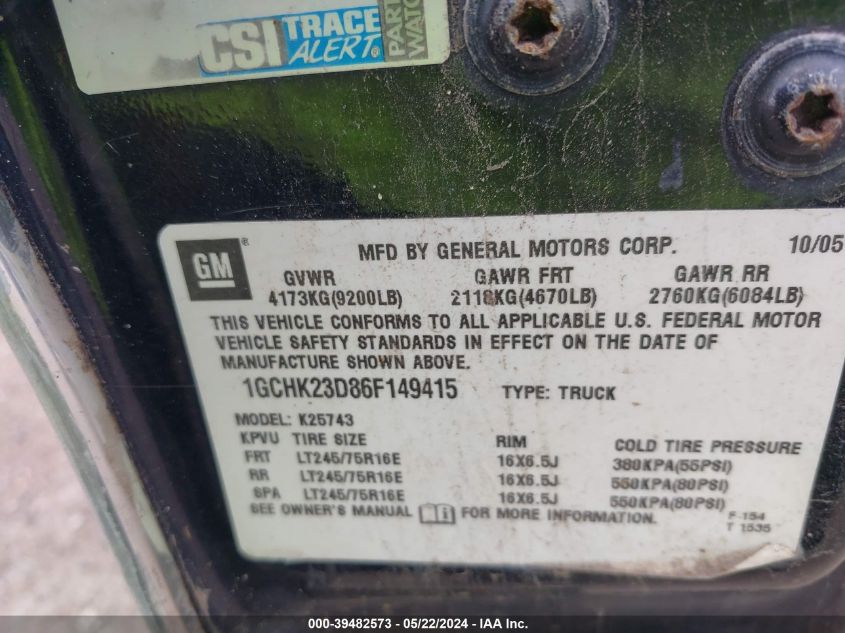 CSI TRACE ALERT®
GM®
MFD BY GENERAL MOTORS CORP. 10/05
GVWR GAWR FRT GAWR RR
4173KG(9200LB) 2118KG(4670LB) 2760KG(6084LB)
THIS VEHICLE CONFORMS TO ALL APPLICABLE U.S. FEDERAL MOTOR
VEHICLE SAFETY STANDARDS IN EFFECT ON THE DATE OF
MANUFACTURE SHOWN ABOVE.
1GCHK23D86F149415 TYPE: TRUCK
MODEL: K25743
KPVU TIRE SIZE RIM COLD TIRE PRESSURE
FRT LT245/75R16E 16X6.5J 380KPA(55PSI)
RR LT245/75R16E 16X6.5J 550KPA(80PSI)
SPA LT245/75R16E 16X6.5J 550KPA(80PSI)
SEE OWNER'S MANUAL i FOR MORE INFORMATION.
F-154
T 1535
000-39482573 - 05/22/2024 - IAAI.COM